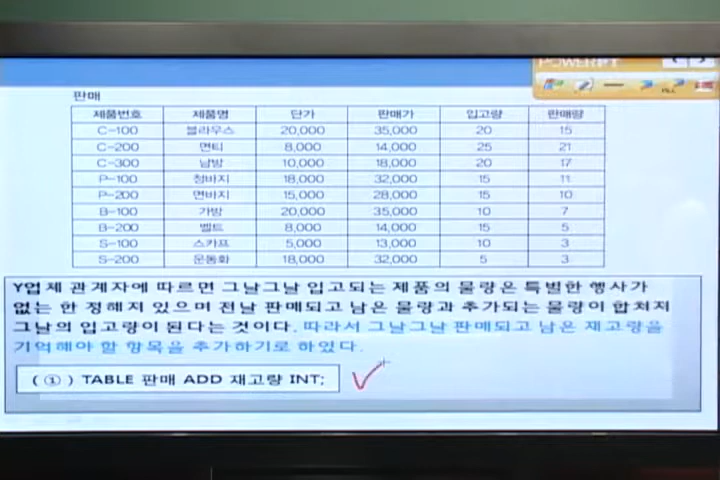 POWERPT
판매
제품번호 제품명 단가 판매가 입고량 판매량
C-100 블라우스 20,000 35,000 20 15
C-200 면티 8,000 14,000 25 21
C-300 남방 10,000 18,000 20 17
P-100 청바지 18,000 32,000 15 11
P-200 면바지 15,000 28,000 15 10
B-100 가방 20,000 35,000 10 7
B-200 벨트 8,000 14,000 15 5
S-100 스카프 5,000 13,000 10 3
S-200 운동화 18,000 32,000 5 3
Y업체 관계자에 따르면 그날그날 입고되는 제품의 물량은 특별한 행사가
없는 한 정해지 있으며 전날 판매되고 남은 물량과 추가되는 물량이 합쳐지
그날의 입고량이 된다는 것이다. 따라서 그날그날 판매되고 남은 재고량을
기억해야 할 항목을 추가하기로 하였다.
( ① ) TABLE 판매 ADD 재고량 INT;